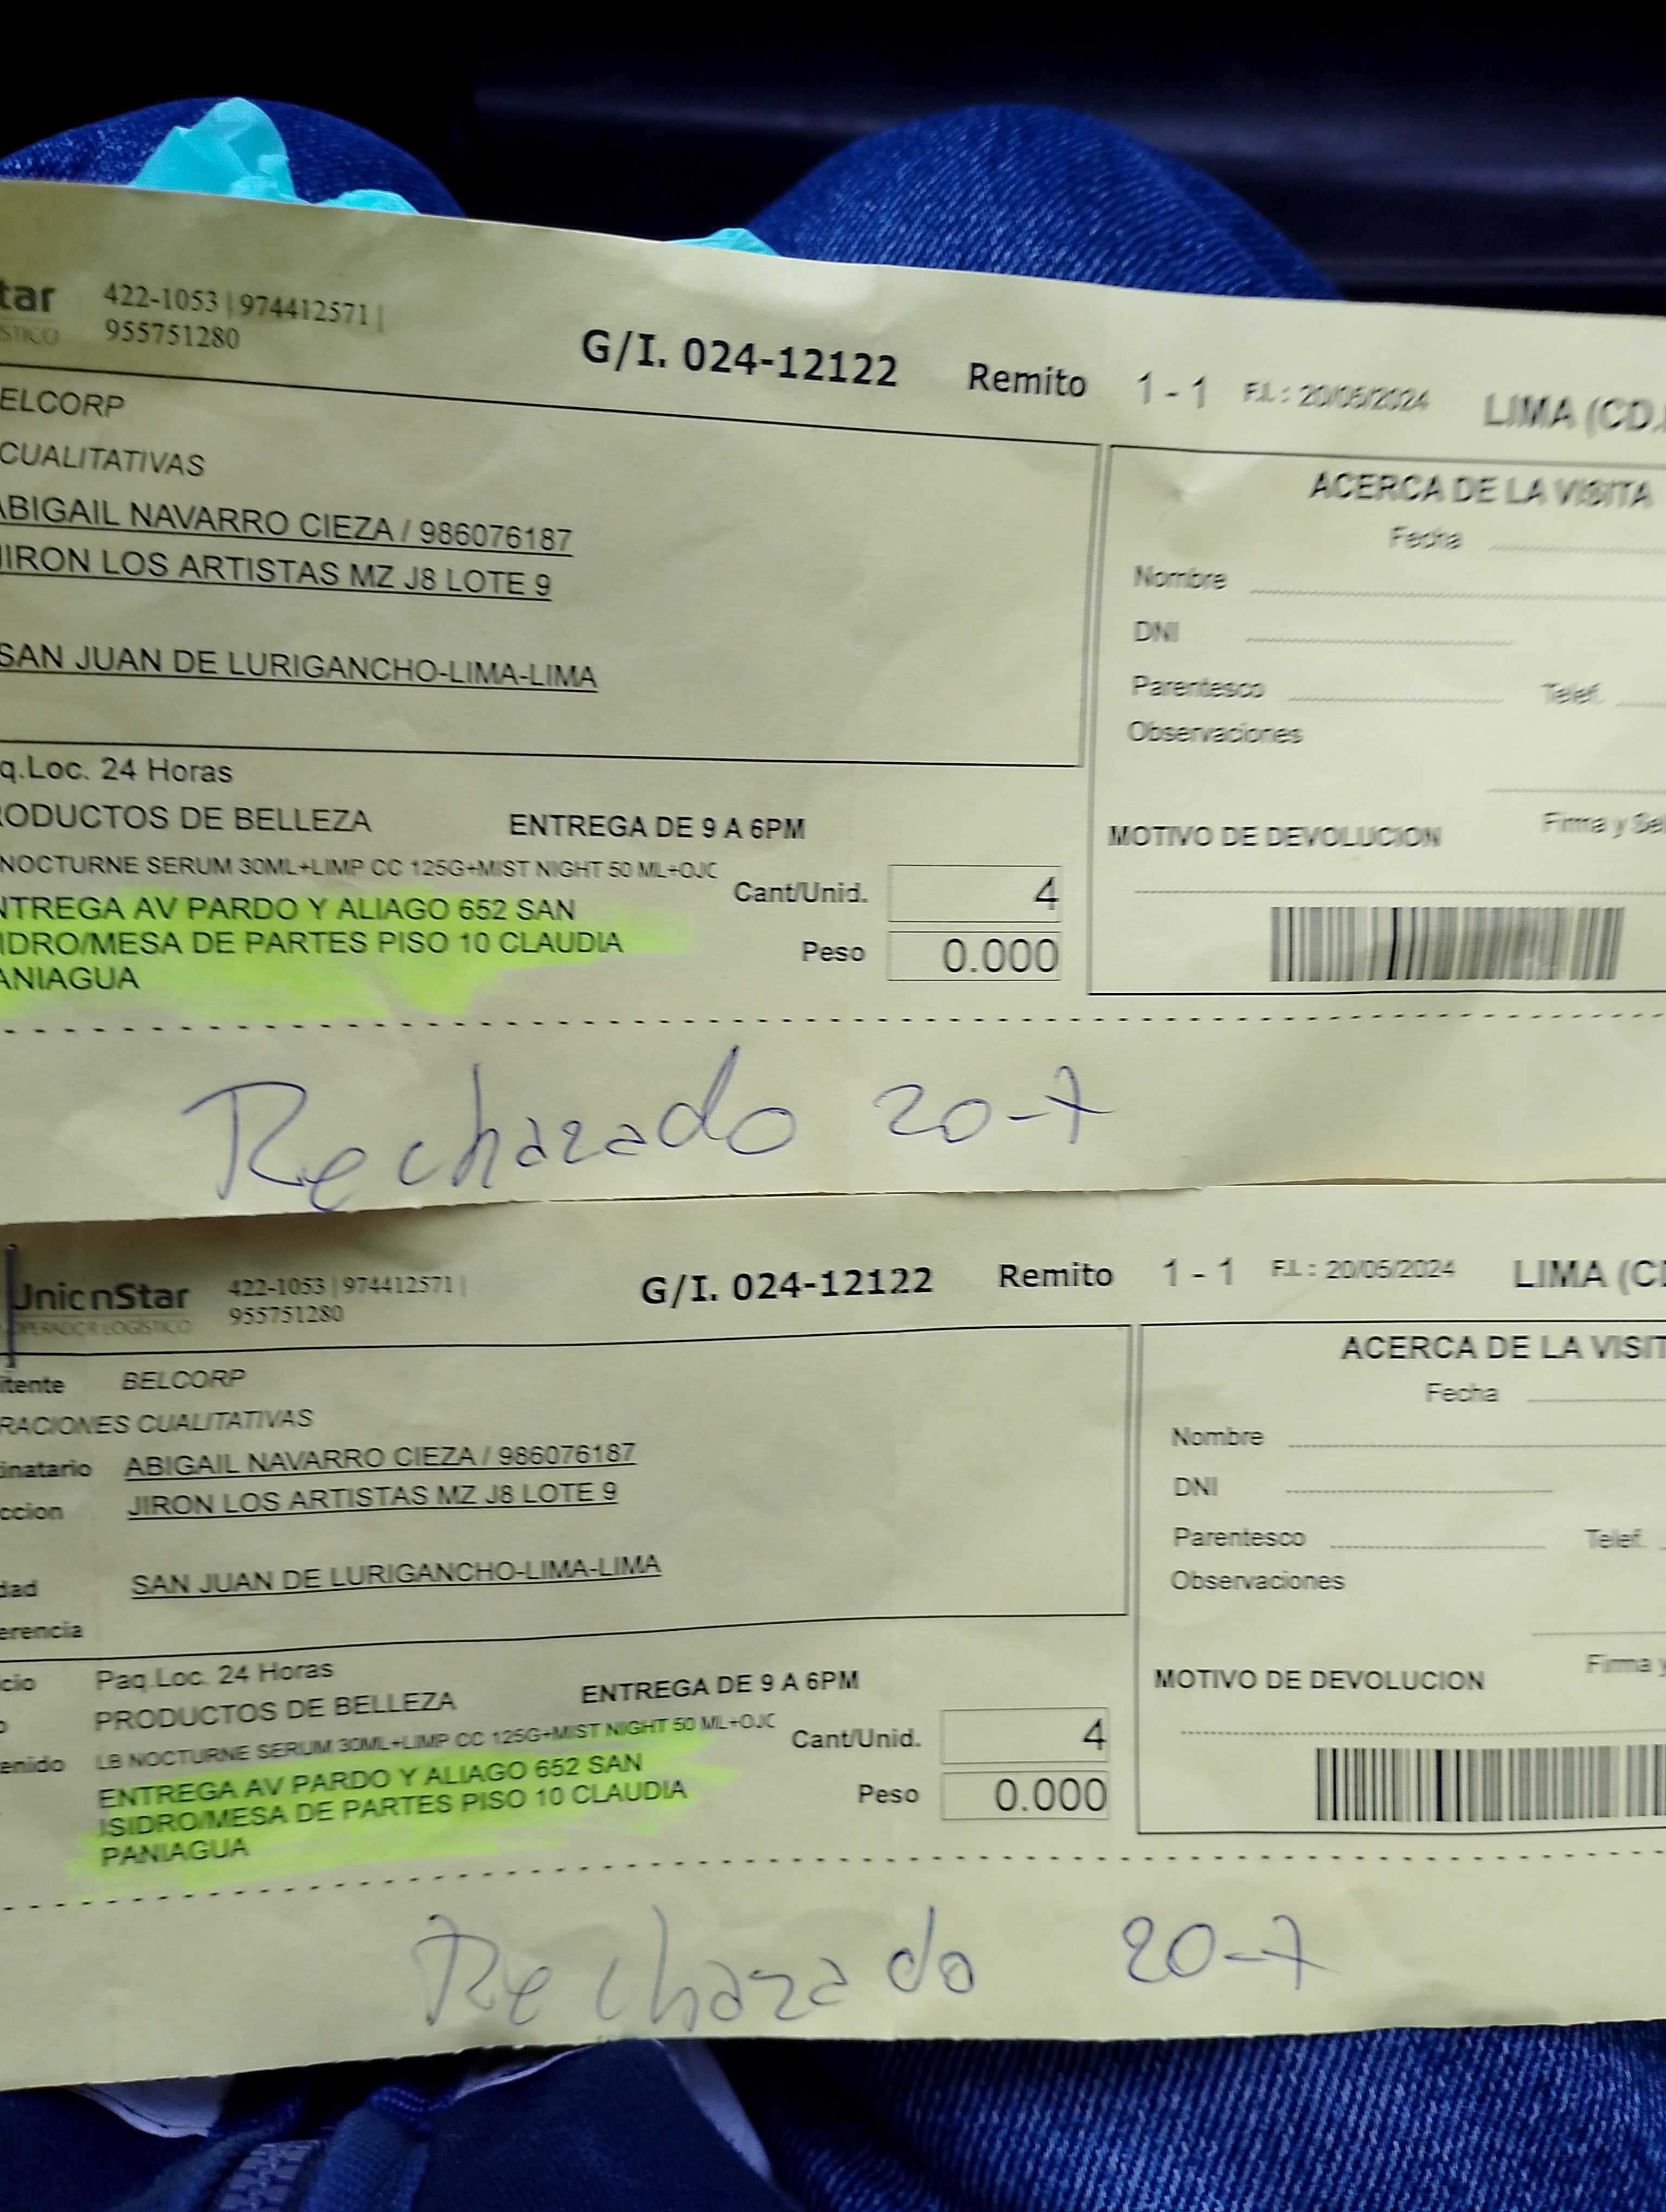 tar 422-1053 | 974412571 |
955751280
G/I. 024-12122 Remito 1 - 1 F.I. : 20/05/2024 LIMA (CD.
ELCORP
CUALITATIVAS
ABIGAIL NAVARRO CIEZA / 986076187
JIRON LOS ARTISTAS MZ J8 LOTE 9
SAN JUAN DE LURIGANCHO-LIMA-LIMA
ACERCA DE LA VISITA
Fecha
Nombre
DNI
Parentesco Telef.
Observaciones
Firma y Sel
MOTIVO DE DEVOLUCION
q.Loc. 24 Horas
RODUCTOS DE BELLEZA ENTREGA DE 9 A 6PM
NOCTURNE SERUM 30ML+LIMP CC 125G+MIST NIGHT 50 ML+OJC
NTREGA AV PARDO Y ALIAGO 652 SAN
IDRO/MESA DE PARTES PISO 10 CLAUDIA
ANIAGUA
Cant/Unid. 4
Peso 0.000
Rechazado 20-7
UnionStar 422-1053 | 974412571 |
OPERADOR LOGÍSTICO 955751280
G/I. 024-12122 Remito 1 - 1 F.I. : 20/05/2024 LIMA (C
itente BELCORP
RACIONES CUALITATIVAS
inatario ABIGAIL NAVARRO CIEZA / 986076187
ccion JIRON LOS ARTISTAS MZ J8 LOTE 9
dad SAN JUAN DE LURIGANCHO-LIMA-LIMA
erencia
ACERCA DE LA VISIT
Fecha
Nombre
DNI
Parentesco Telef.
Observaciones
Firma y
MOTIVO DE DEVOLUCION
cio Paq.Loc. 24 Horas
PRODUCTOS DE BELLEZA ENTREGA DE 9 A 6PM
enido LB NOCTURNE SERUM 30ML+LIMP CC 125G+MIST NIGHT 50 ML+OJC
ENTREGA AV PARDO Y ALIAGO 652 SAN
ISIDRO/MESA DE PARTES PISO 10 CLAUDIA
PANIAGUA
Cant/Unid. 4
Peso 0.000
Rechazado 20-7